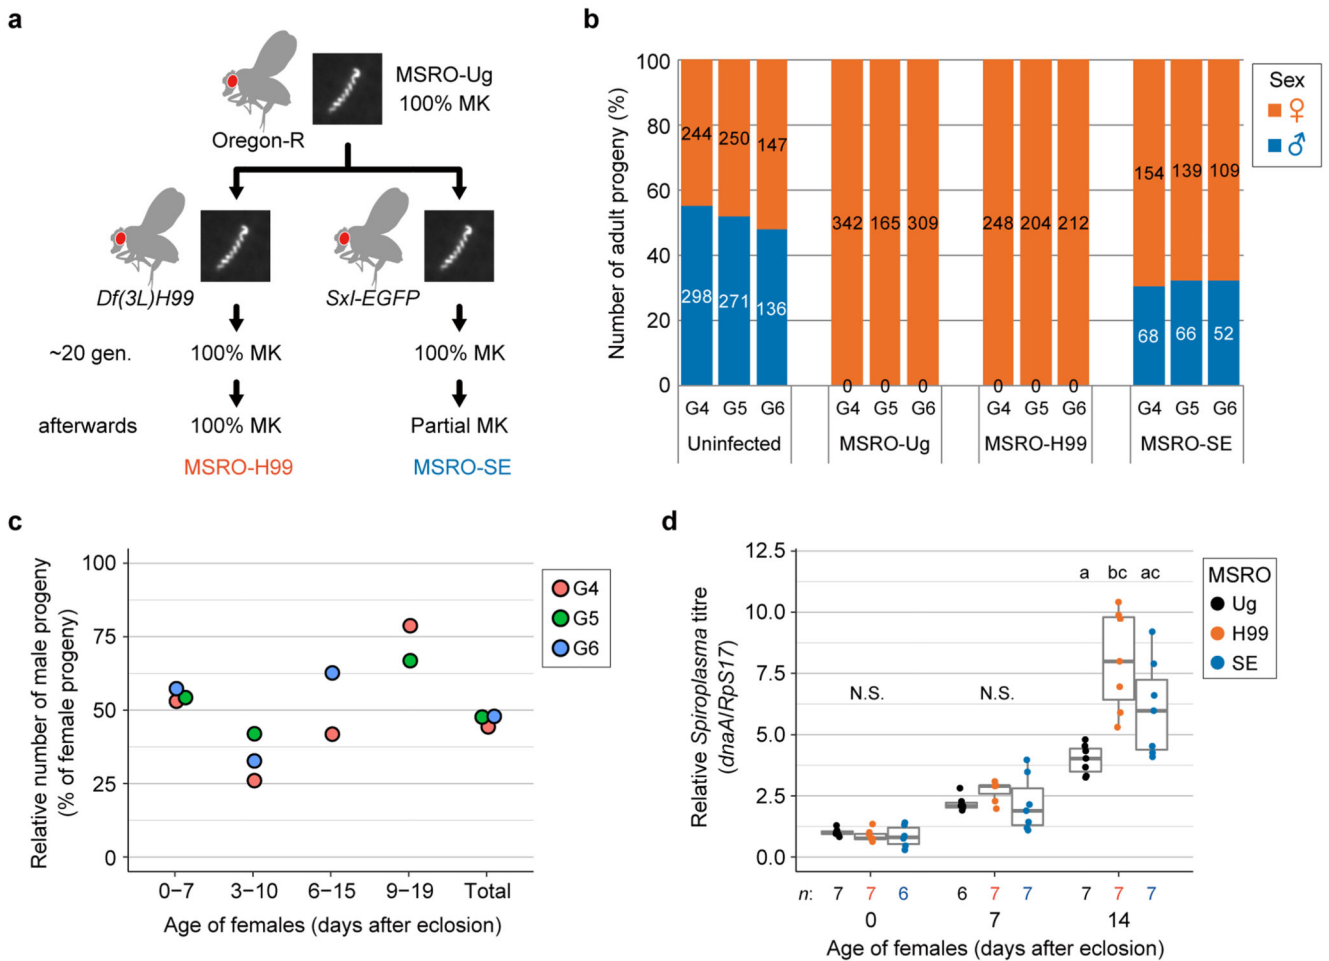 a
MSRO-Ug
100% MK
Oregon-R
Df(3L)H99
Sxl-EGFP
~20 gen.
100% MK
100% MK
afterwards
100% MK
Partial MK
MSRO-H99
MSRO-SE
b
Number of adult progeny (%)
100
80
60
40
20
0
244 250 147
298 271 136
342 165 309
0 0 0
248 204 212
0 0 0
154 139 109
68 66 52
G4 G5 G6 G4 G5 G6 G4 G5 G6 G4 G5 G6
Uninfected MSRO-Ug MSRO-H99 MSRO-SE
Sex
♀
♂
c
Relative number of male progeny
(% of female progeny)
100
75
50
25
0
0−7 3−10 6−15 9−19 Total
Age of females (days after eclosion)
G4
G5
G6
d
Relative Spiroplasma titre
(dnaA/RpS17)
12.5
10.0
7.5
5.0
2.5
0.0
N.S.
N.S.
a bc ac
n: 7 7 6 6 7 7 7 7 7
0 7 14
Age of females (days after eclosion)
MSRO
Ug
H99
SE